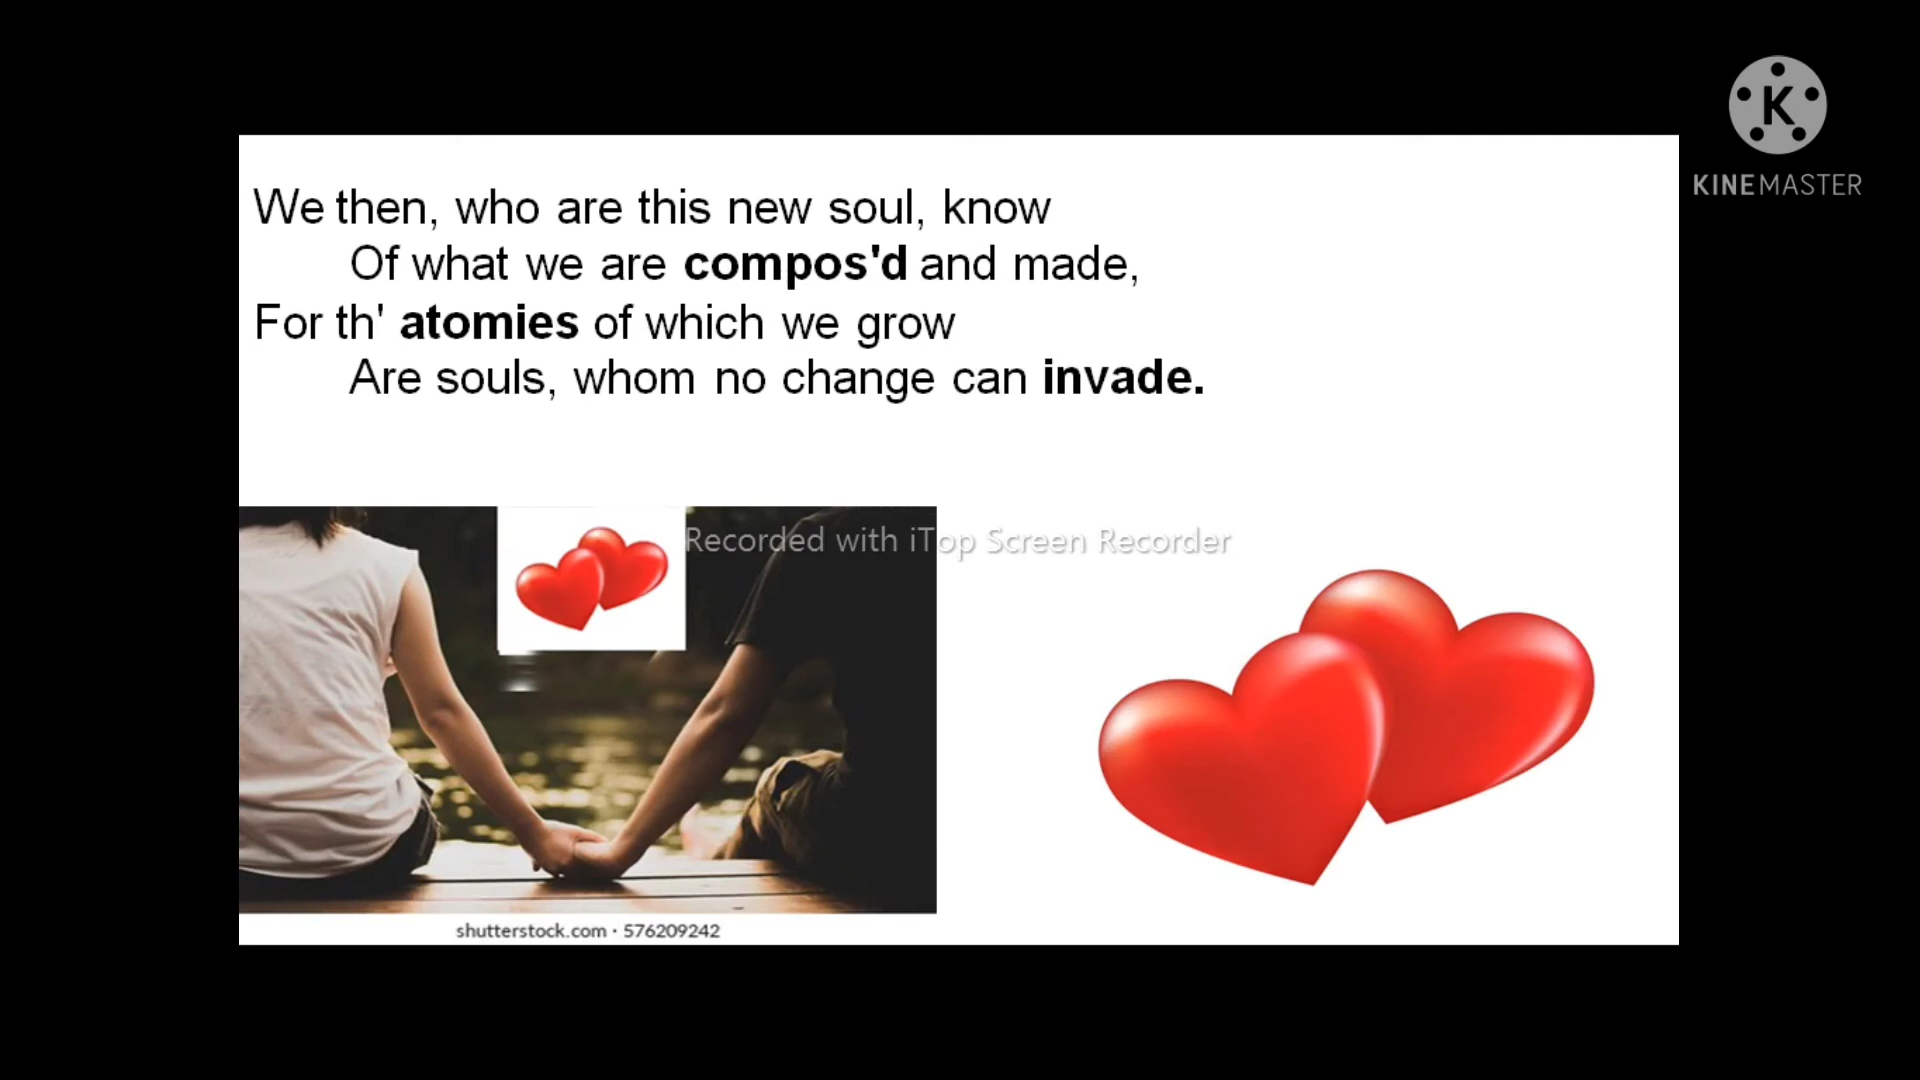 K
KINEMASTER
We then, who are this new soul, know
Of what we are compos'd and made,
For th' atomies of which we grow
Are souls, whom no change can invade.
Recorded with iTop Screen Recorder
shutterstock.com · 576209242